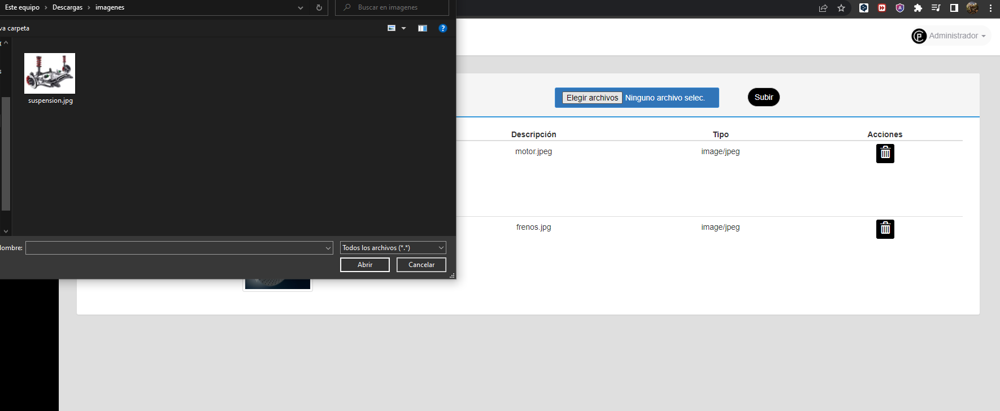 Este equipo > Descargas > imagenes
Buscar en imagenes
va carpeta
suspension.jpg
Nombre:
Todos los archivos (*.*)
Abrir
Cancelar
Administrador
Elegir archivos Ninguno archivo selec.
Subir
Descripción Tipo Acciones
motor.jpeg image/jpeg
frenos.jpg image/jpeg